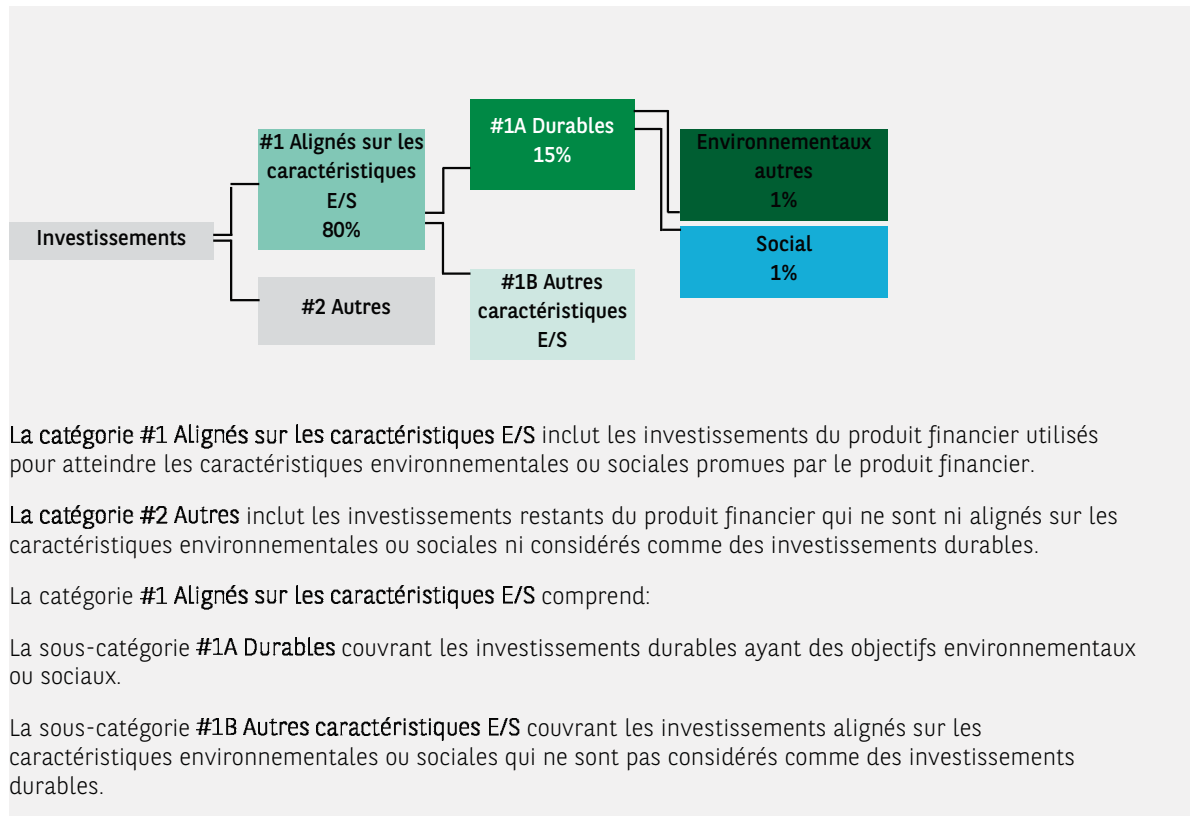 Investissements
#1 Alignés sur les
caractéristiques
E/S
80%
#2 Autres
#1A Durables
15%
#1B Autres
caractéristiques
E/S
Environnementaux
autres
1%
Social
1%
La catégorie #1 Alignés sur les caractéristiques E/S inclut les investissements du produit financier utilisés
pour atteindre les caractéristiques environnementales ou sociales promues par le produit financier.
La catégorie #2 Autres inclut les investissements restants du produit financier qui ne sont ni alignés sur les
caractéristiques environnementales ou sociales ni considérés comme des investissements durables.
La catégorie #1 Alignés sur les caractéristiques E/S comprend:
La sous-catégorie #1A Durables couvrant les investissements durables ayant des objectifs environnementaux
ou sociaux.
La sous-catégorie #1B Autres caractéristiques E/S couvrant les investissements alignés sur les
caractéristiques environnementales ou sociales qui ne sont pas considérés comme des investissements
durables.